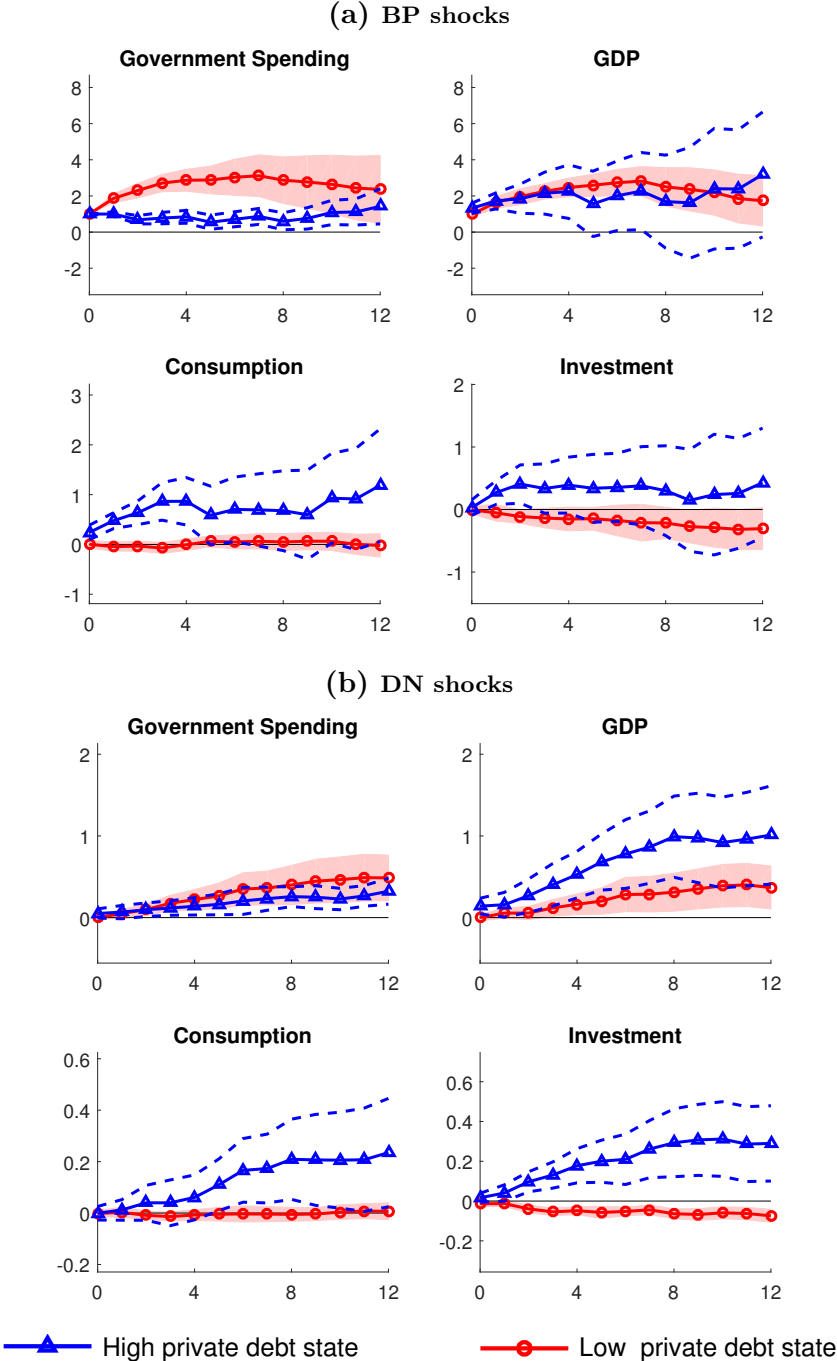 (a) BP shocks
Government Spending
GDP
8
6
4
2
0
-2
0 4 8 12
8
6
4
2
0
-2
0 4 8 12
Consumption
Investment
3
2
1
0
-1
0 4 8 12
2
1
0
-1
0 4 8 12
(b) DN shocks
Government Spending
GDP
2
1
0
0 4 8 12
2
1
0
0 4 8 12
Consumption
Investment
0.6
0.4
0.2
0
-0.2
0 4 8 12
0.6
0.4
0.2
0
-0.2
0 4 8 12
High private debt state
Low private debt state